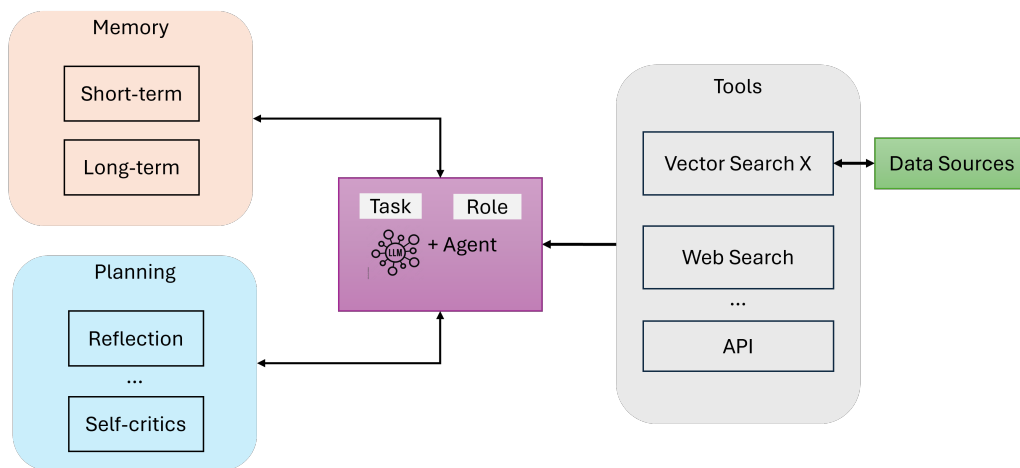 Memory
Short-term
Long-term
Planning
Reflection
...
Self-critics
Task
Role
LLM
+ Agent
Tools
Vector Search X
Web Search
...
API
Data Sources